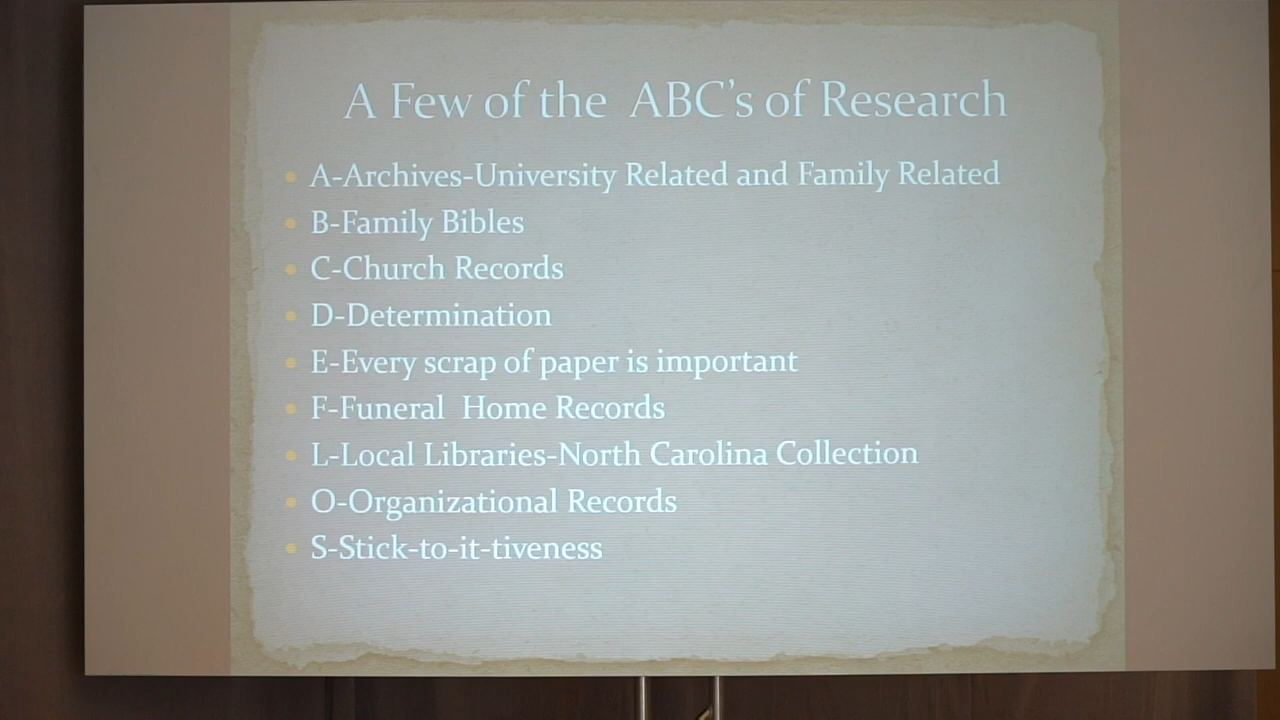 A Few of the ABC's of Research
A-Archives-University Related and Family Related
B-Family Bibles
C-Church Records
D-Determination
E-Every scrap of paper is important
F-Funeral Home Records
L-Local Libraries-North Carolina Collection
O-Organizational Records
S-Stick-to-it-tiveness